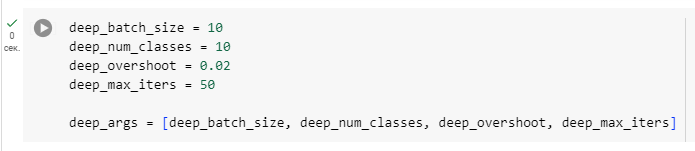 0
сек.
deep_batch_size = 10
deep_num_classes = 10
deep_overshoot = 0.02
deep_max_iters = 50
deep_args = [deep_batch_size, deep_num_classes, deep_overshoot, deep_max_iters]